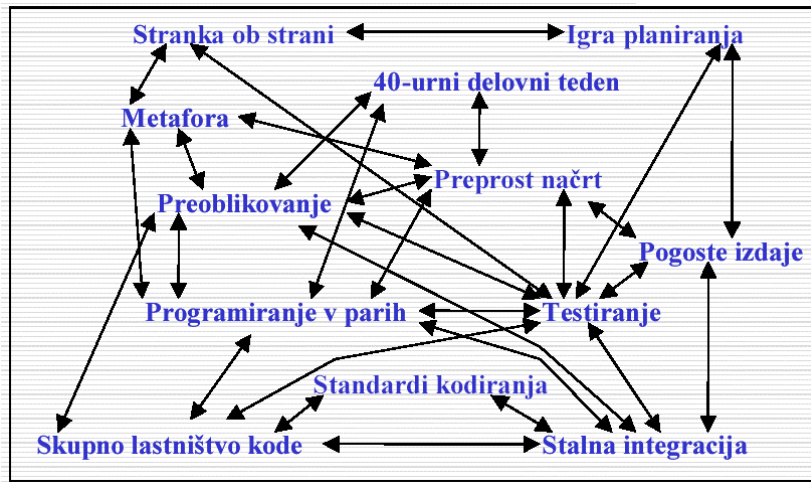 Stranka ob strani
Igra planiranja
40-urni delovni teden
Metafora
Preprost načrt
Preoblikovanje
Pogoste izdaje
Programiranje v parih
Testiranje
Standardi kodiranja
Skupno lastništvo kode
Stalna integracija